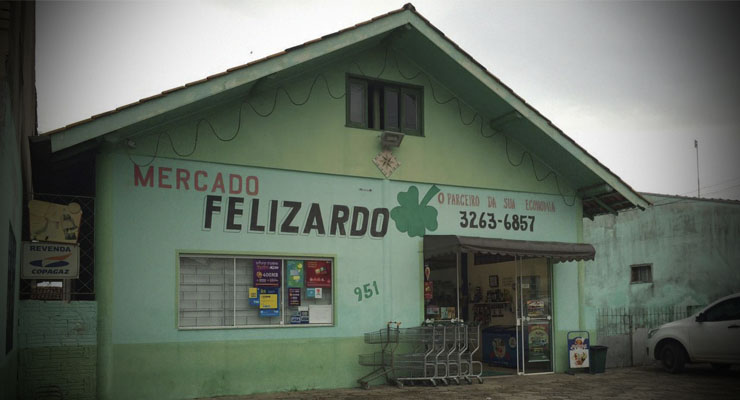 MERCADO
FELIZARDO
O PARCEIRO DA SUA ECONOMIA
3263-6857
951
REVENDA
COPAGAZ